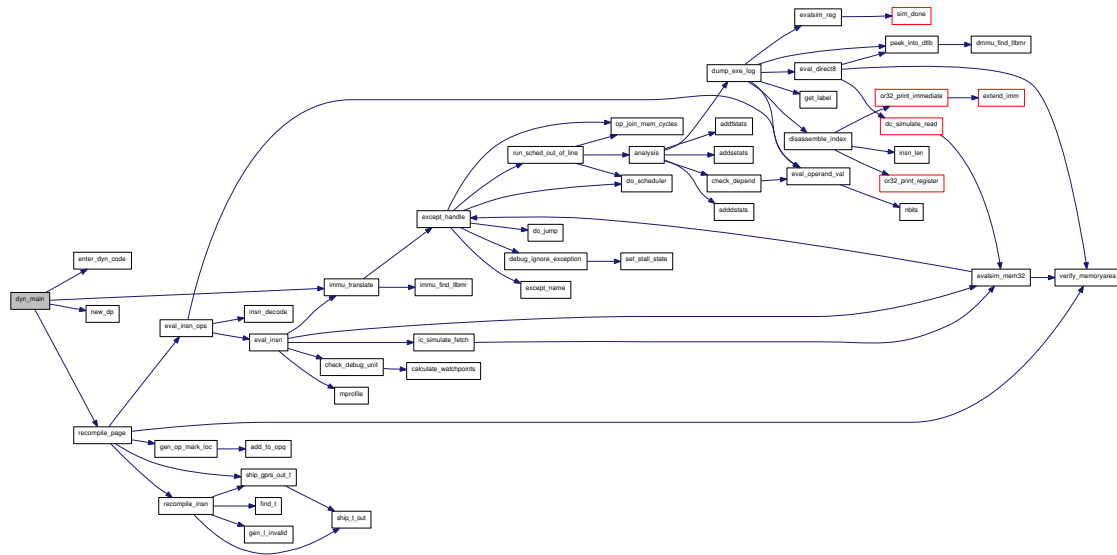 evalsim_reg
sim_done
peek_into_dtlb
dmmu_find_tlbmr
dump_exe_log
eval_direct8
get_label
or32_print_immediate
extend_imm
op_join_mem_cycles
addfstats
dc_simulate_read
disassemble_index
run_sched_out_of_line
analysis
addsstats
insn_len
eval_operand_val
or32_print_register
do_scheduler
check_depend
adddstats
nbits
except_handle
do_jump
enter_dyn_code
debug_ignore_exception
set_stall_state
evalsim_mem32
verify_memoryarea
immu_translate
immu_find_tlbmr
except_name
dyn_main
new_dp
insn_decode
eval_insn_ops
eval_insn
ic_simulate_fetch
check_debug_unit
calculate_watchpoints
mprofile
recompile_page
gen_op_mark_loc
add_to_opq
ship_gprs_out_t
recompile_insn
find_t
ship_t_out
gen_l_invalid